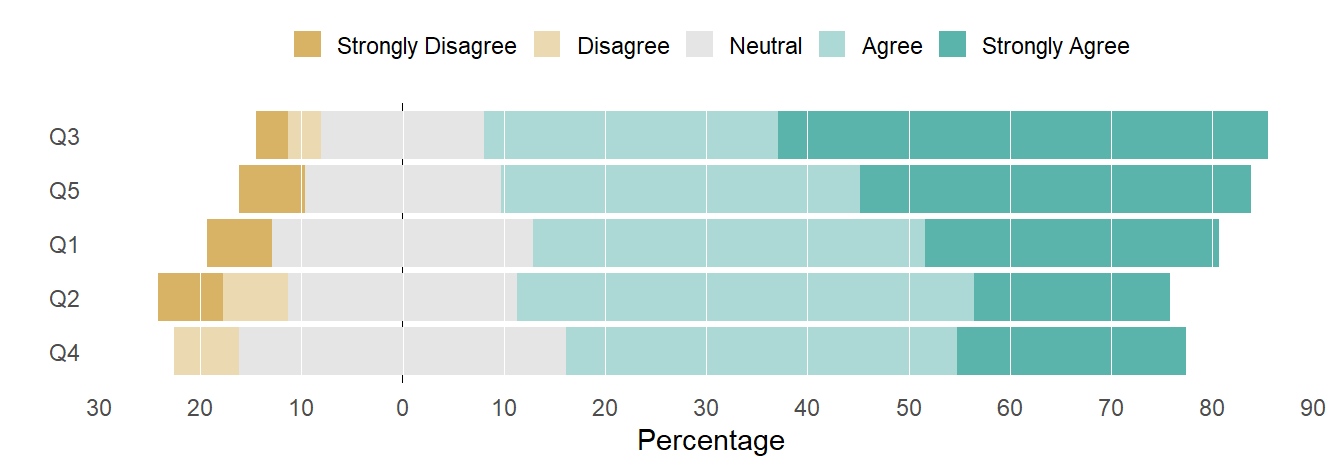 Strongly Disagree Disagree Neutral Agree Strongly Agree
Q3
Q5
Q1
Q2
Q4
30 20 10 0 10 20 30 40 50 60 70 80 90
Percentage